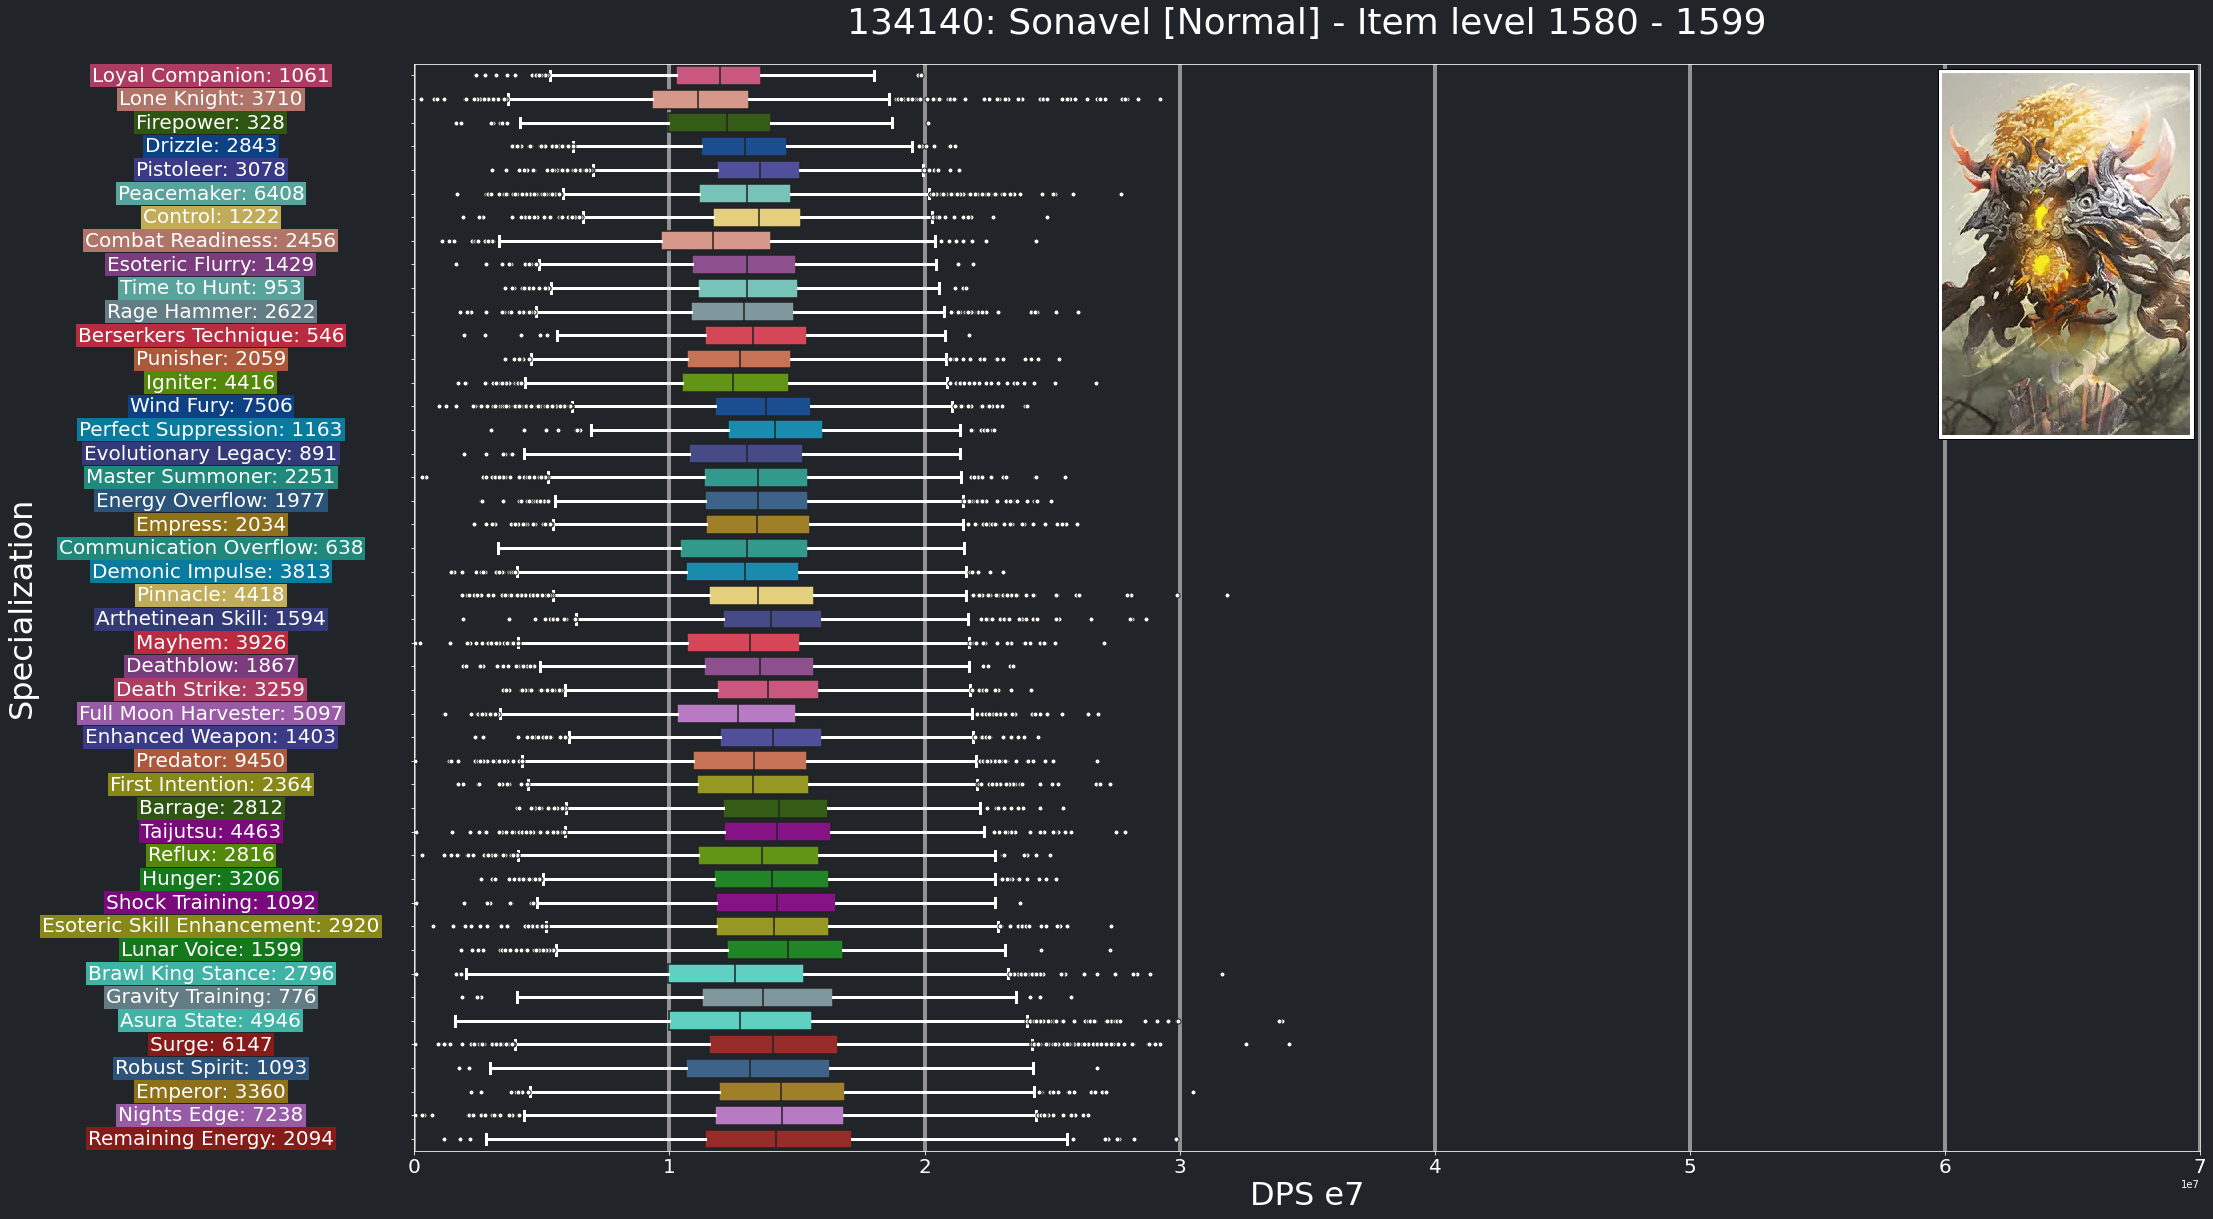 134140: Sonavel [Normal] - Item level 1580 - 1599
Specialization
Loyal Companion: 1061
Lone Knight: 3710
Firepower: 328
Drizzle: 2843
Pistoleer: 3078
Peacemaker: 6408
Control: 1222
Combat Readiness: 2456
Esoteric Flurry: 1429
Time to Hunt: 953
Rage Hammer: 2622
Berserkers Technique: 546
Punisher: 2059
Igniter: 4416
Wind Fury: 7506
Perfect Suppression: 1163
Evolutionary Legacy: 891
Master Summoner: 2251
Energy Overflow: 1977
Empress: 2034
Communication Overflow: 638
Demonic Impulse: 3813
Pinnacle: 4418
Arthetinean Skill: 1594
Mayhem: 3926
Deathblow: 1867
Death Strike: 3259
Full Moon Harvester: 5097
Enhanced Weapon: 1403
Predator: 9450
First Intention: 2364
Barrage: 2812
Taijutsu: 4463
Reflux: 2816
Hunger: 3206
Shock Training: 1092
Esoteric Skill Enhancement: 2920
Lunar Voice: 1599
Brawl King Stance: 2796
Gravity Training: 776
Asura State: 4946
Surge: 6147
Robust Spirit: 1093
Emperor: 3360
Nights Edge: 7238
Remaining Energy: 2094
0 1 2 3 4 5 6 7
1e7
DPS e7